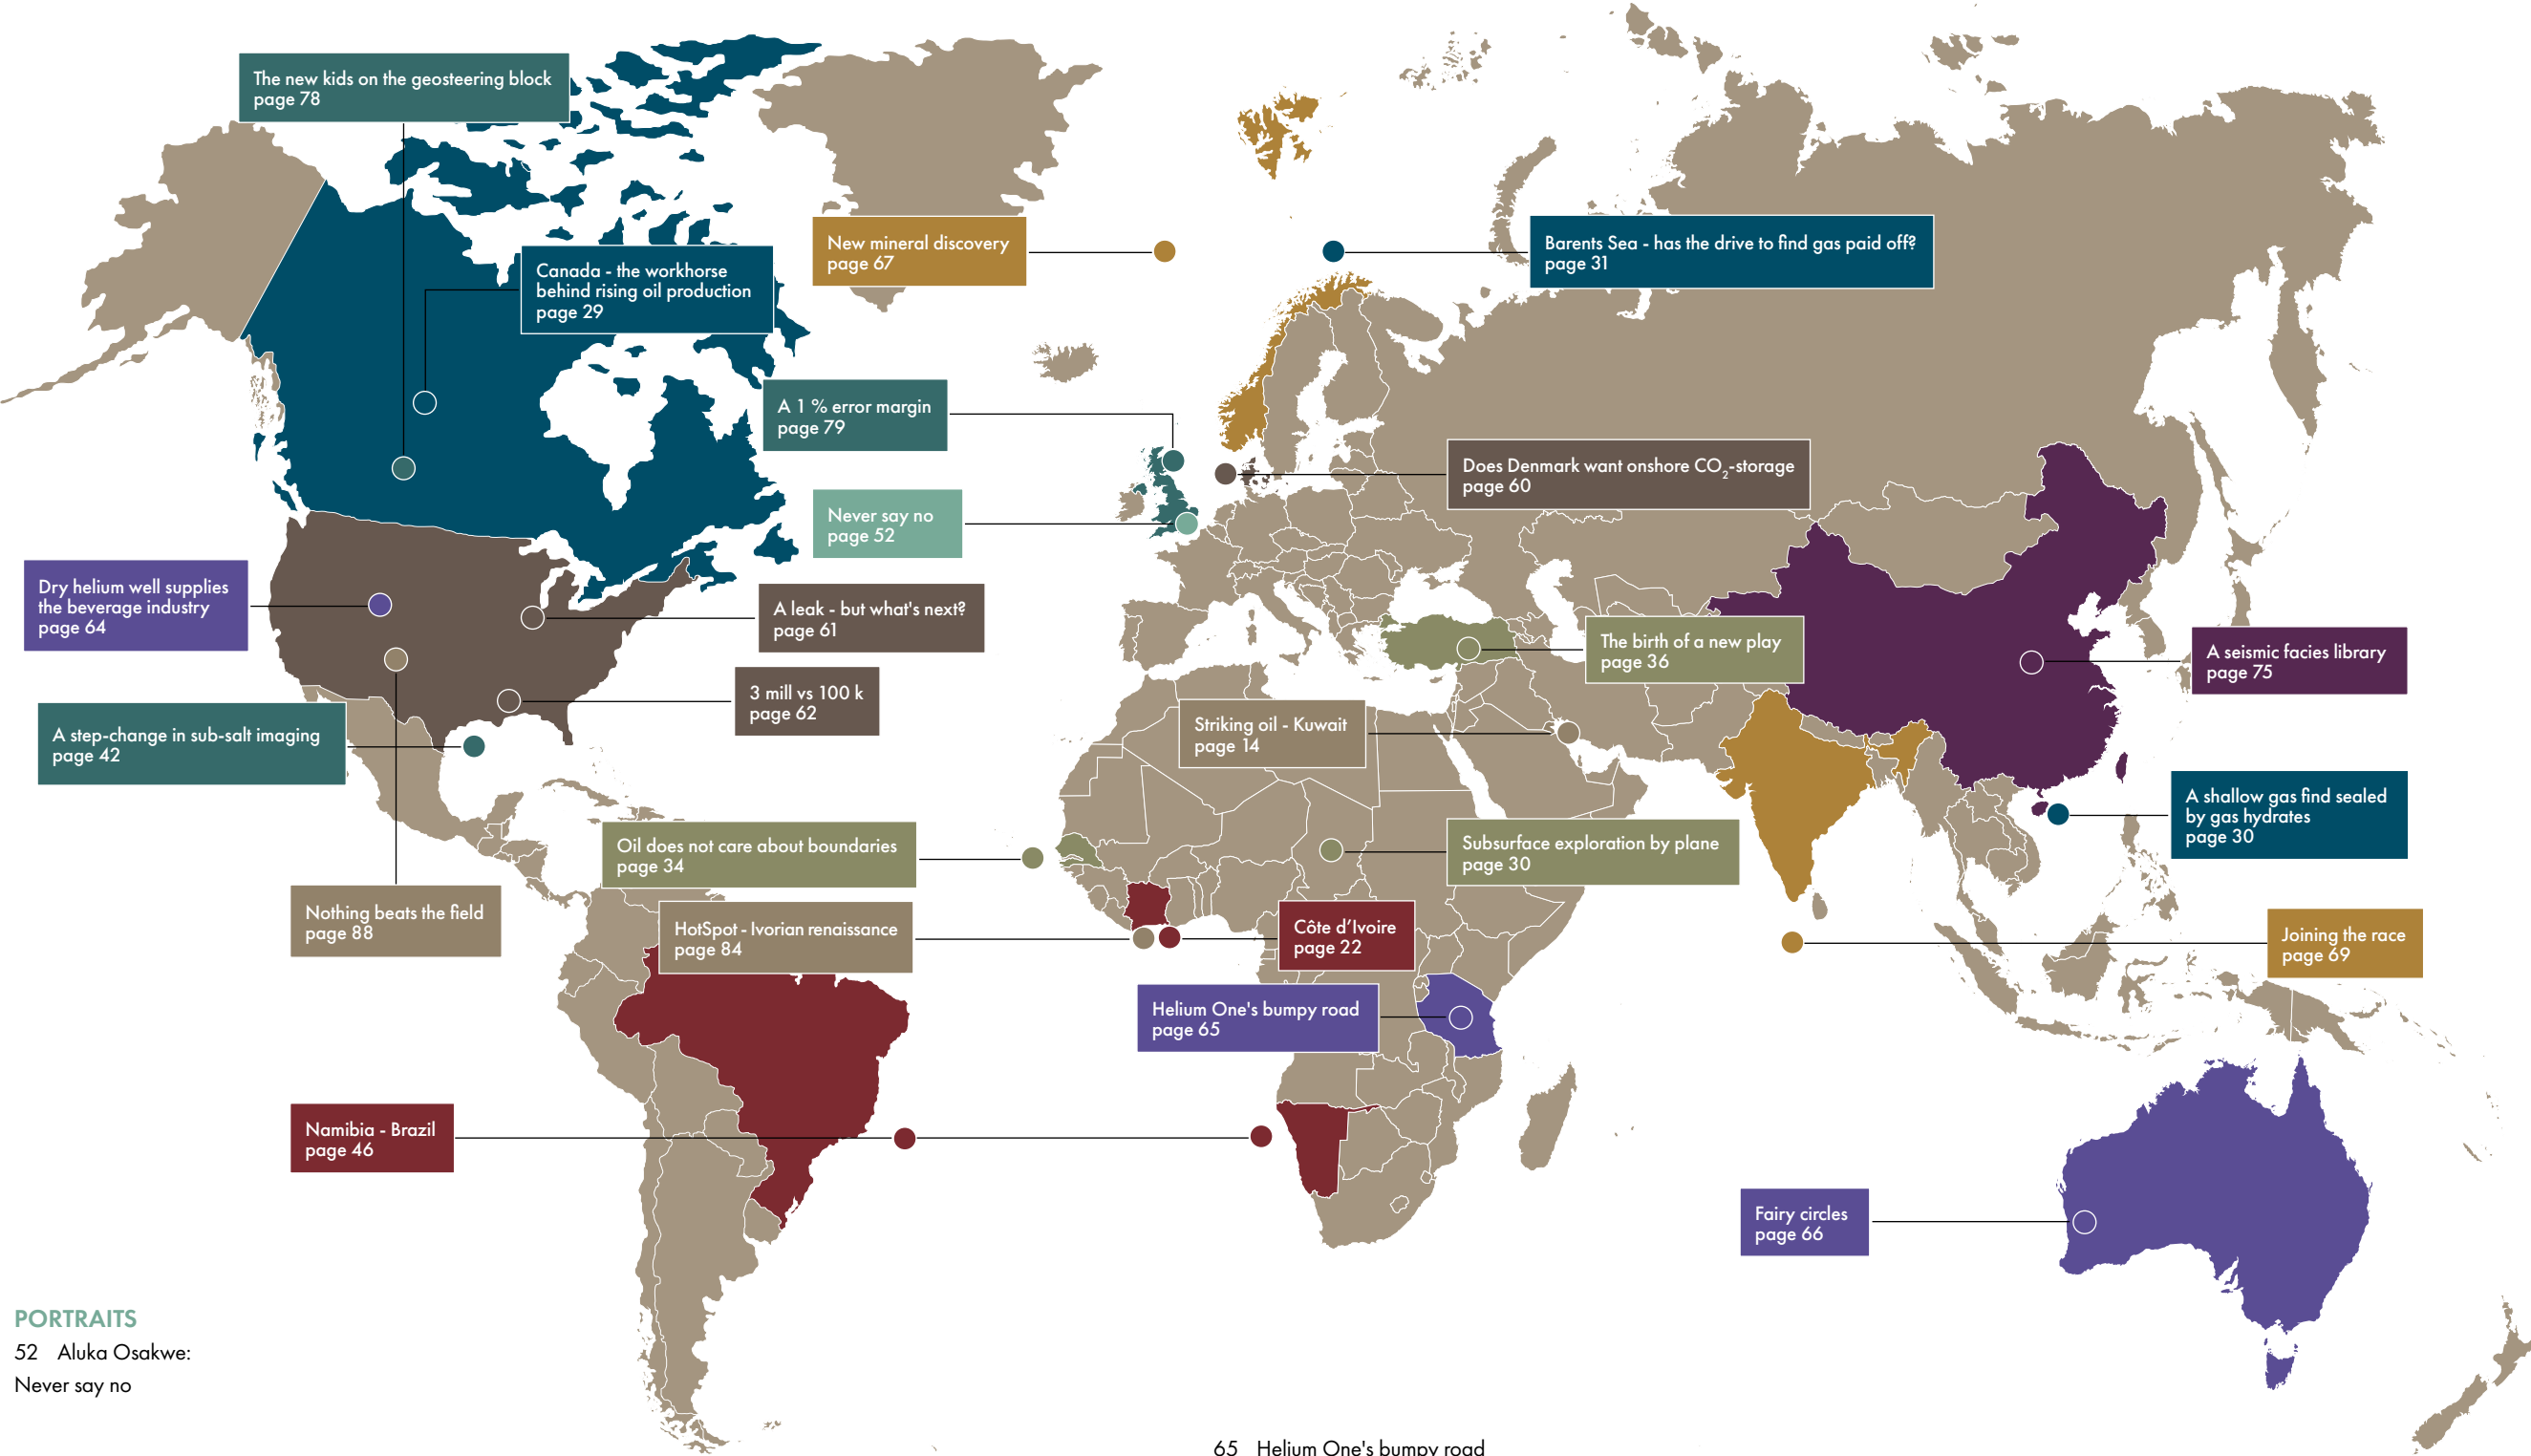 The new kids on the geosteering block
page 78
Canada - the workhorse
behind rising oil production
page 29
New mineral discovery
page 67
Barents Sea - has the drive to find gas paid off?
page 31
A 1 % error margin
page 79
Does Denmark want onshore CO2-storage
page 60
Never say no
page 52
Dry helium well supplies
the beverage industry
page 64
A leak - but what's next?
page 61
The birth of a new play
page 36
A seismic facies library
page 75
3 mill vs 100 k
page 62
A step-change in sub-salt imaging
page 42
Striking oil - Kuwait
page 14
A shallow gas find sealed
by gas hydrates
page 30
Oil does not care about boundaries
page 34
Subsurface exploration by plane
page 30
Nothing beats the field
page 88
HotSpot - Ivorian renaissance
page 84
Côte d’Ivoire
page 22
Joining the race
page 69
Helium One's bumpy road
page 65
Namibia - Brazil
page 46
Fairy circles
page 66
PORTRAITS
52 Aluka Osakwe:
Never say no
65 Helium One's bumpy road